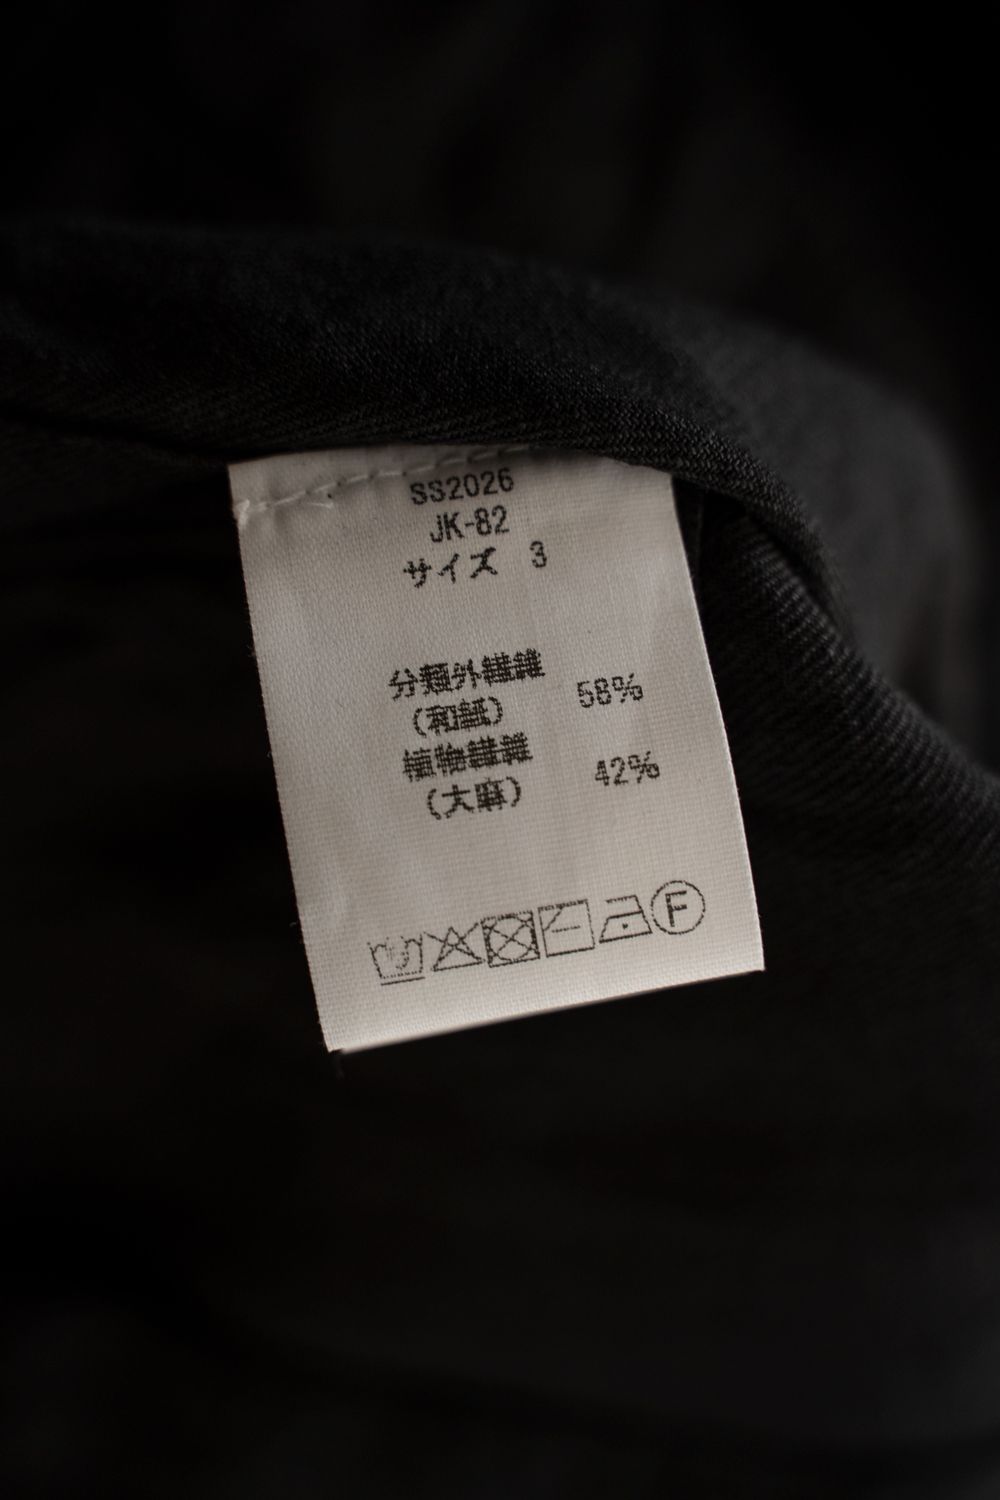 SS2026
JK-82
サイズ 3
分類外繊維
(和紙) 58%
植物繊維
(大麻) 42%
F